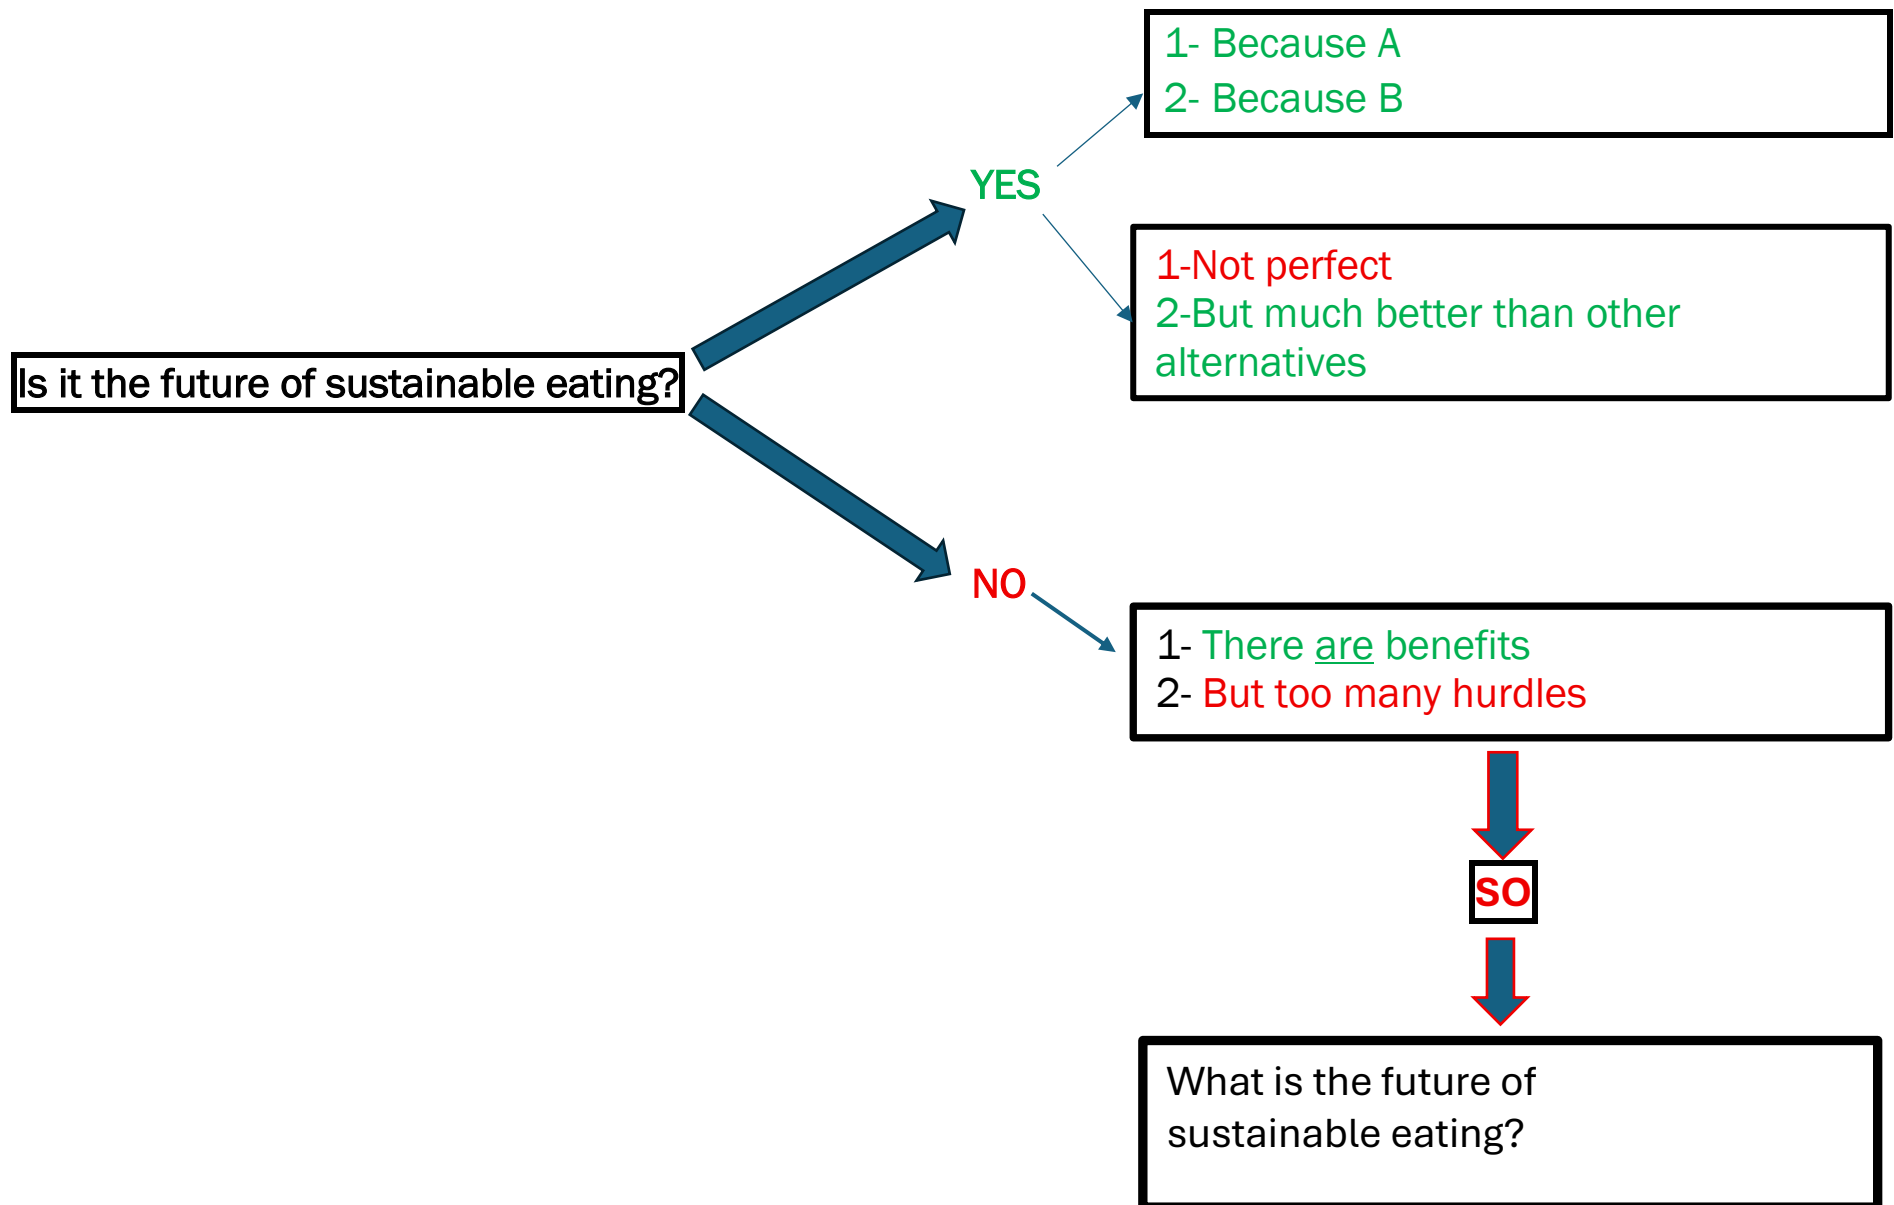 1- Because A
2- Because B
YES
1-Not perfect
2-But much better than other
alternatives
Is it the future of sustainable eating?
NO
1- There are benefits
2- But too many hurdles
SO
What is the future of
sustainable eating?